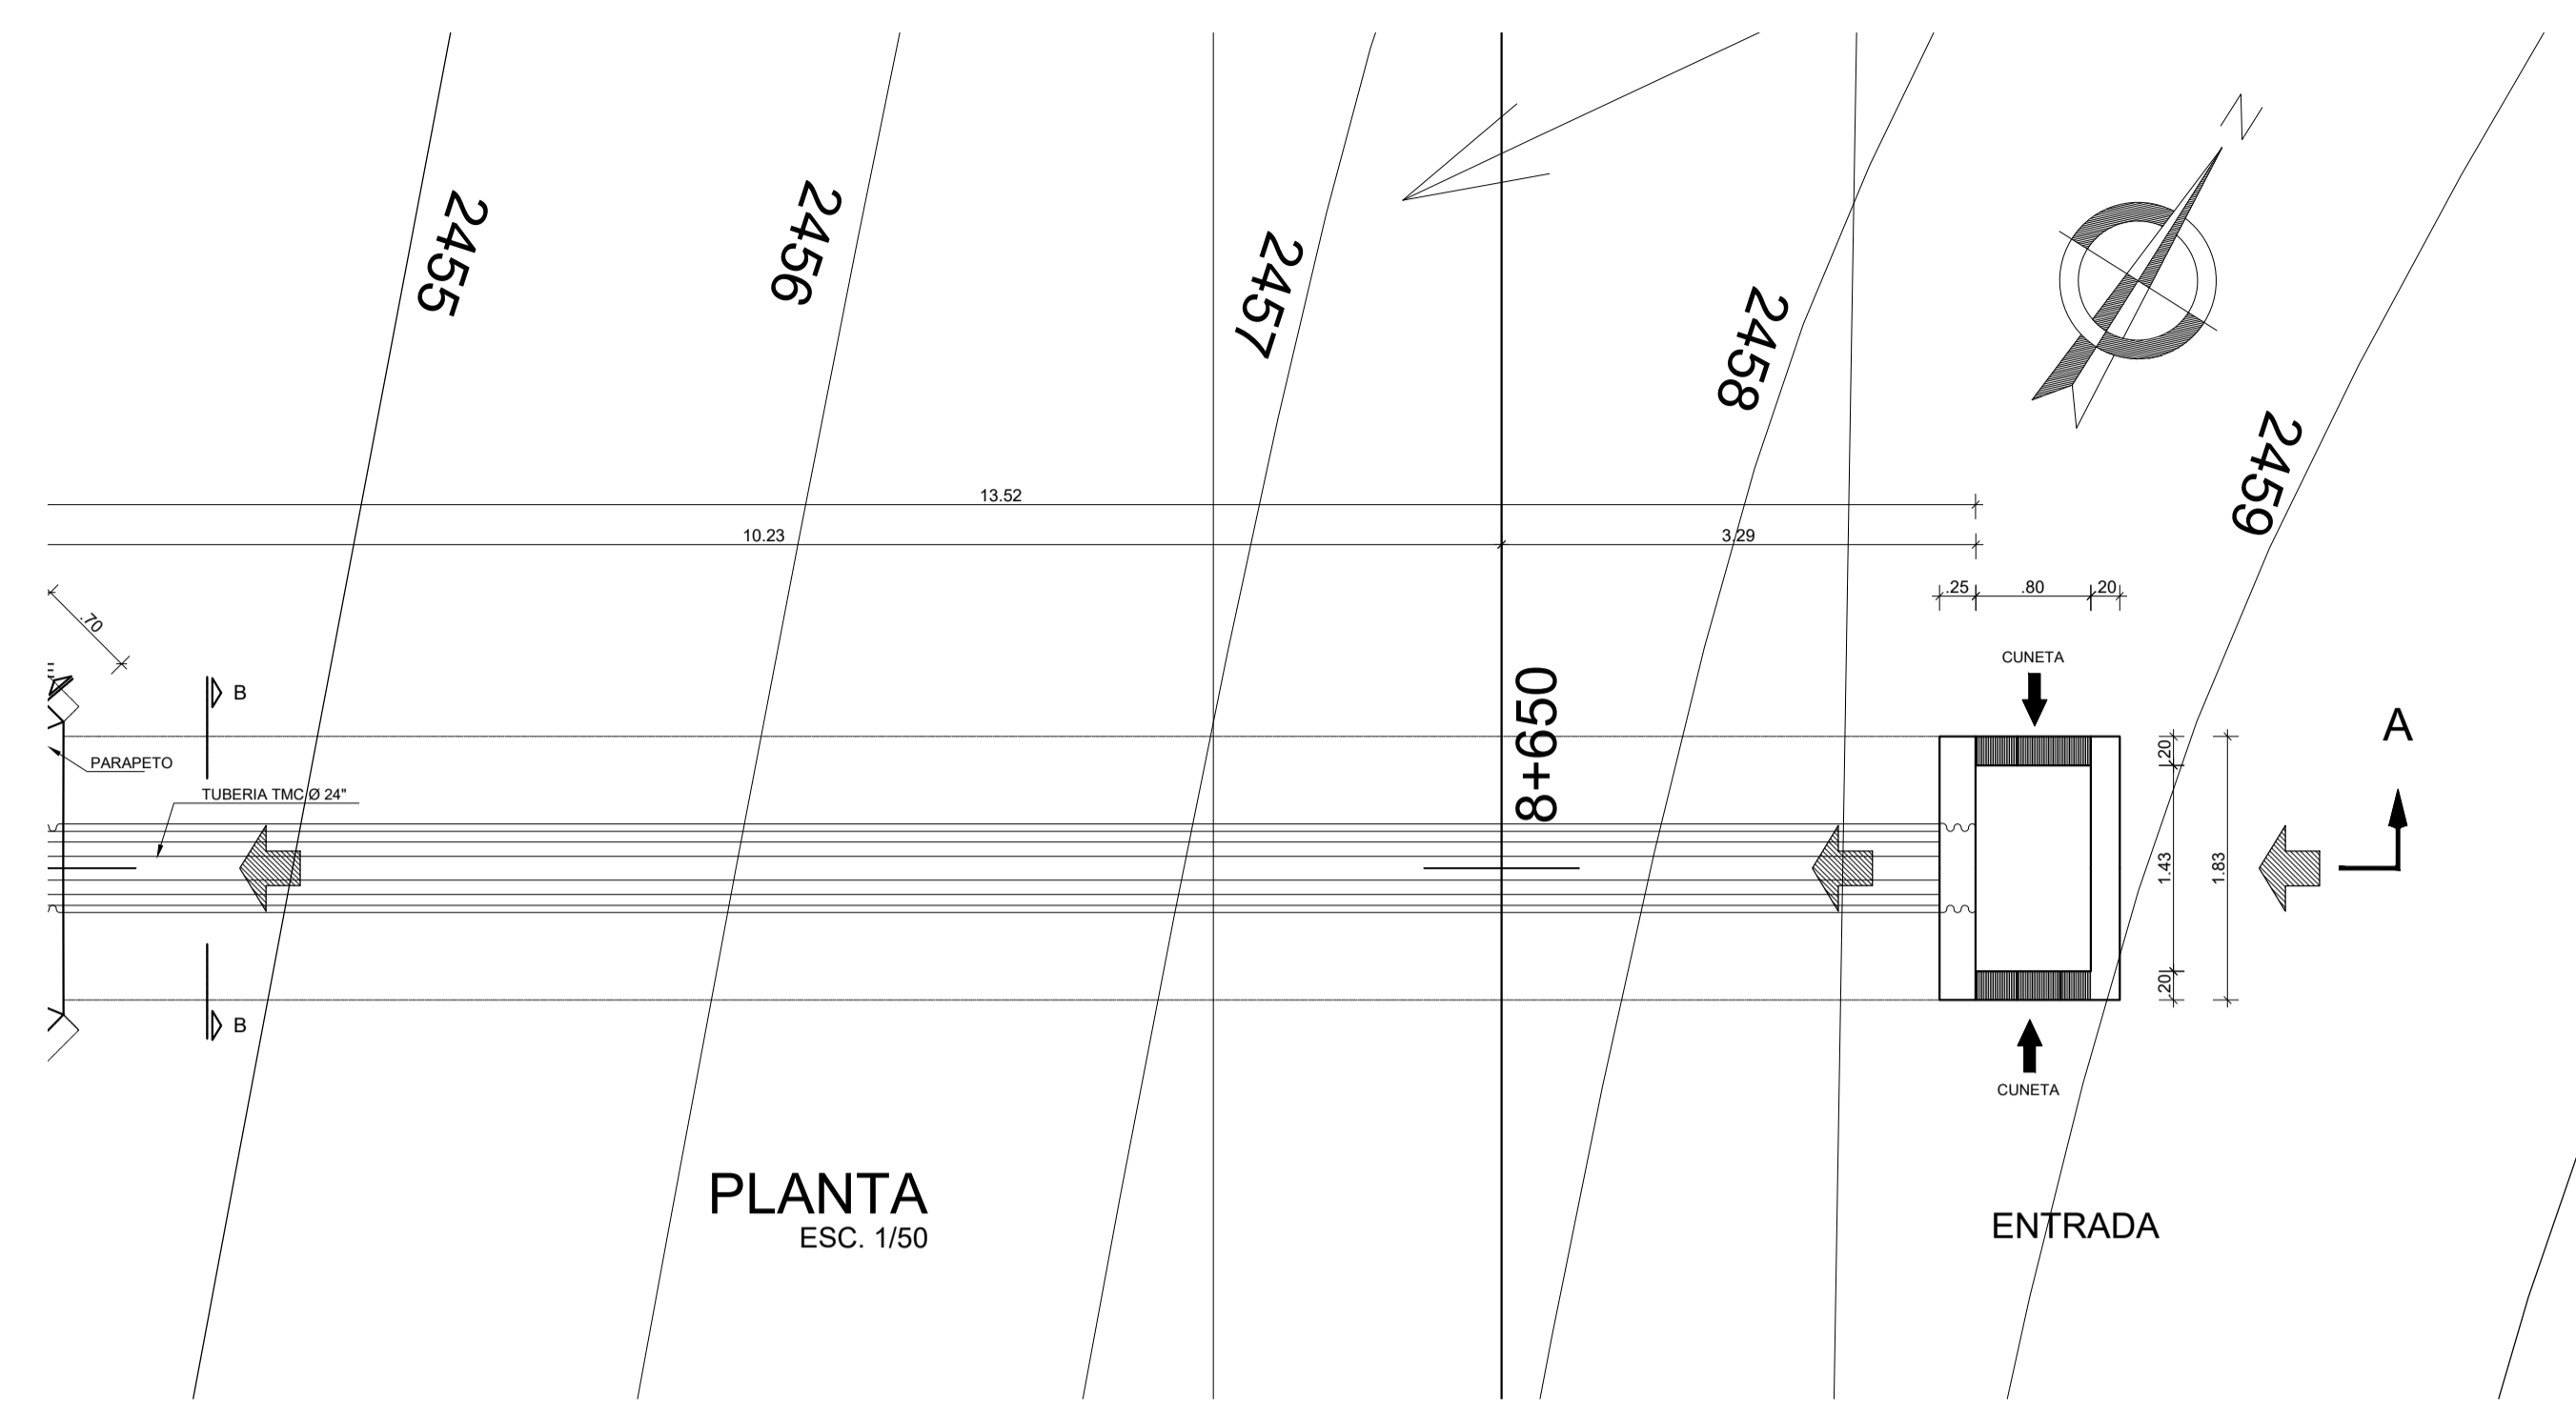 N
2455
2456
2457
2458
2459
13.52
10.23
3.29
.70
.25
.80
.20
CUNETA
B
8+650
A
PARAPETO
.20
TUBERIA TMC Ø 24"
1.43
1.83
.20
B
CUNETA
PLANTA
ESC. 1/50
ENTRADA